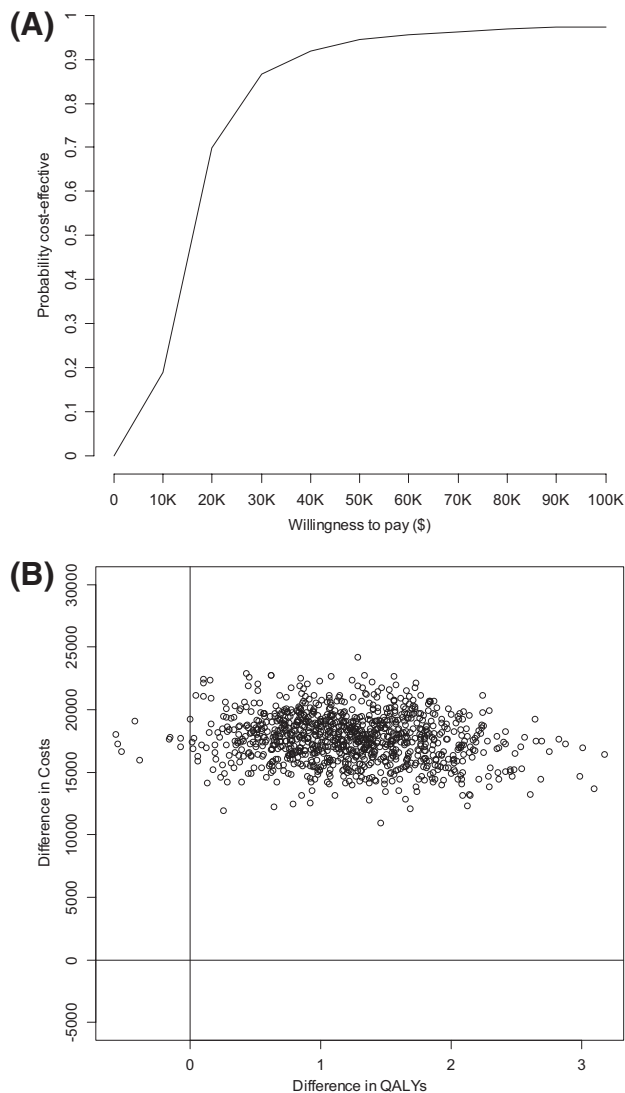 (A)
1
0.9
0.8
0.7
0.6
0.5
0.4
0.3
0.2
0.1
0
Probability cost-effective
0 10K 20K 30K 40K 50K 60K 70K 80K 90K 100K
Willingness to pay ($)
(B)
30000
25000
20000
15000
10000
5000
0
-5000
Difference in Costs
0 1 2 3
Difference in QALYs